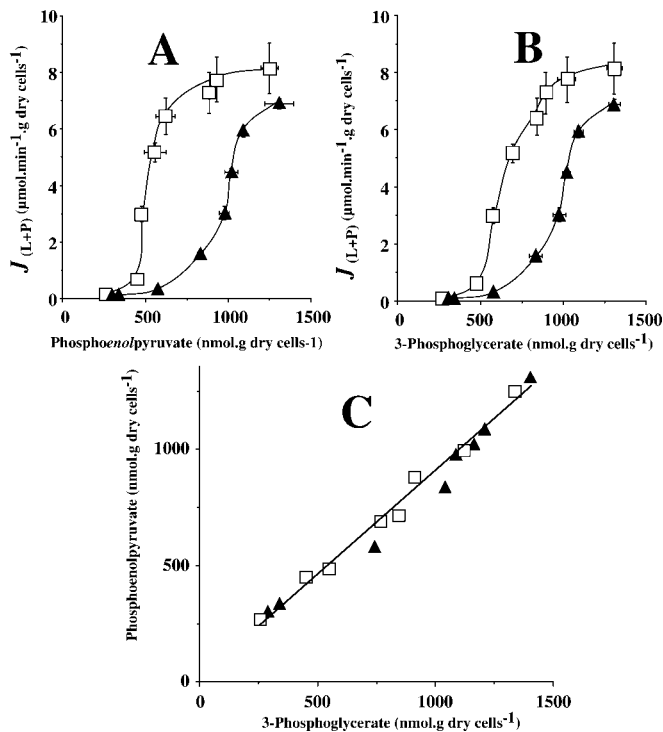 A
J (L+P) (µmol.min-1.g dry cells-1)
8
6
4
2
0
0 500 1000 1500
Phosphoenolpyruvate (nmol.g dry cells-1)
B
J (L+P) (µmol.min-1.g dry cells-1)
8
6
4
2
0
0 500 1000 1500
3-Phosphoglycerate (nmol.g dry cells-1)
C
Phosphoenolpyruvate (nmol.g dry cells-1)
1000
500
0
0 500 1000 1500
3-Phosphoglycerate (nmol.g dry cells-1)